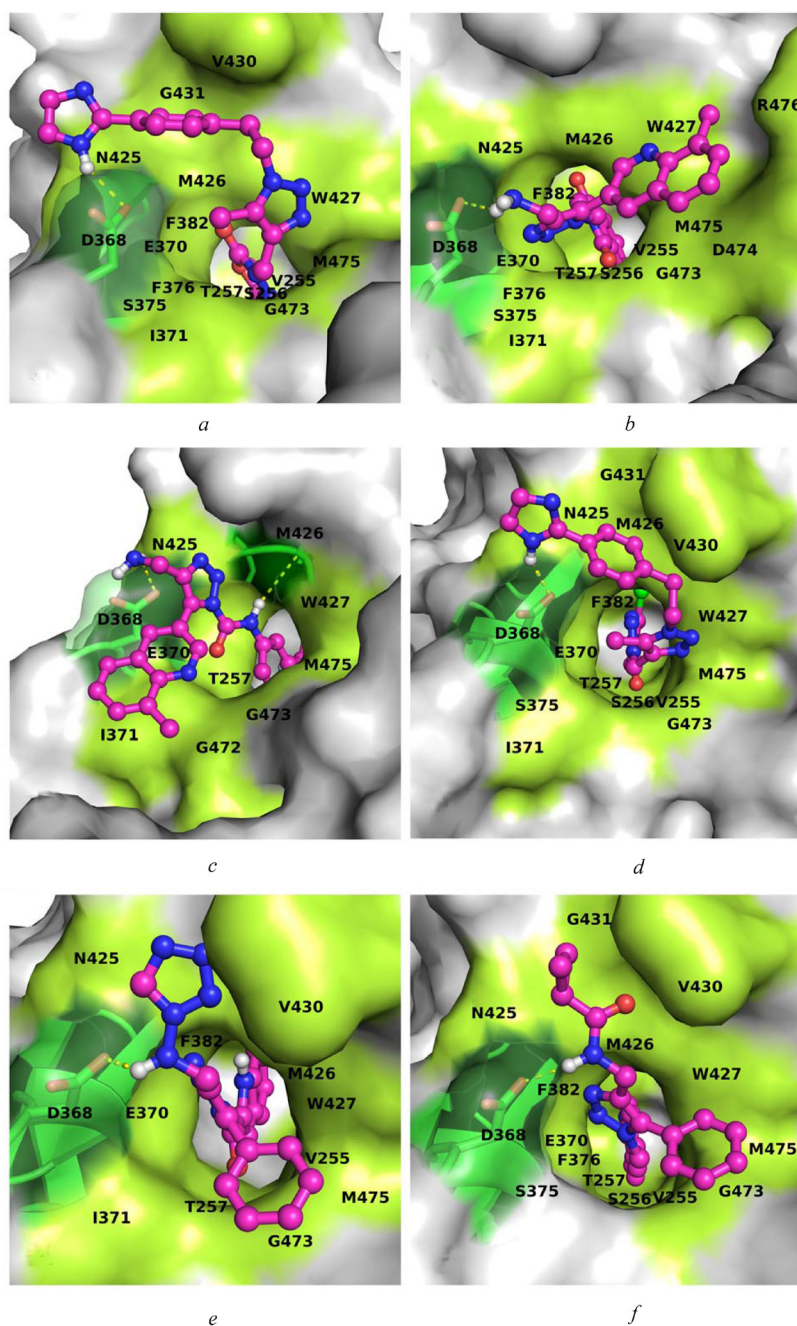 V430
G431
N425
M426
W427
F382
D368
E370
M475
V255
F376
T257
S256
S375
G473
I371
a
R476
W427
M426
N425
F382
M475
D368
V255
D474
E370
T257
S256
G473
F376
S375
I371
b
M426
N425
W427
D368
E370
M475
T257
G473
I371
G472
c
G431
N425
M426
V430
F382
W427
D368
E370
M475
T257
S375
S256
V255
G473
I371
d
N425
V430
F382
M426
D368
E370
W427
V255
M475
T257
I371
G473
e
G431
V430
N425
M426
W427
F382
D368
E370
M475
F376
T257
S375
S256
V255
G473
f